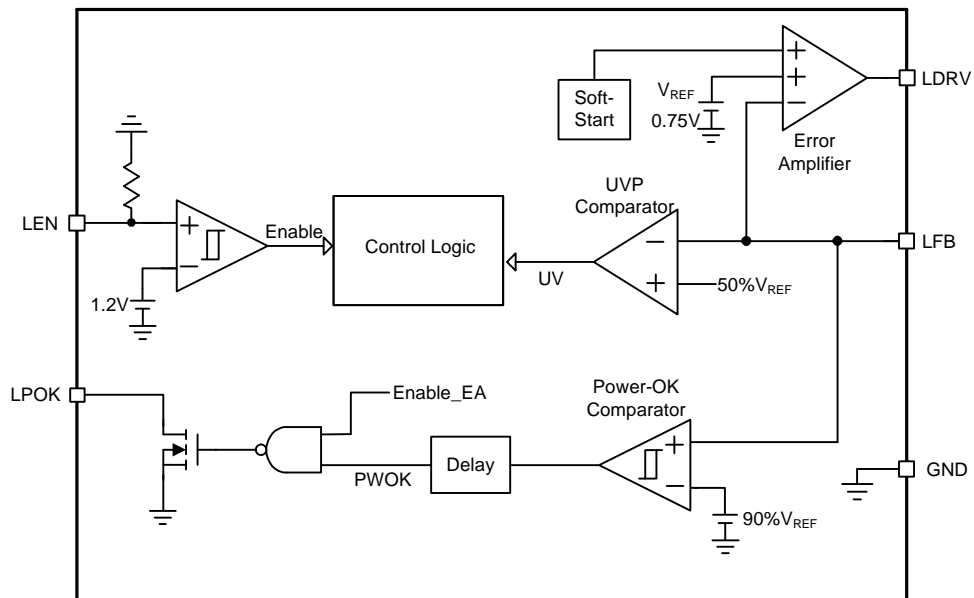 LDRV
Soft-
Start
VREF
0.75V
+
+
−
Error
Amplifier
LEN
+
−
Enable
1.2V
Control Logic
UVP
Comparator
−
+
UV
50%VREF
LFB
LPOK
Enable_EA
PWOK
Delay
Power-OK
Comparator
+
−
90%VREF
GND